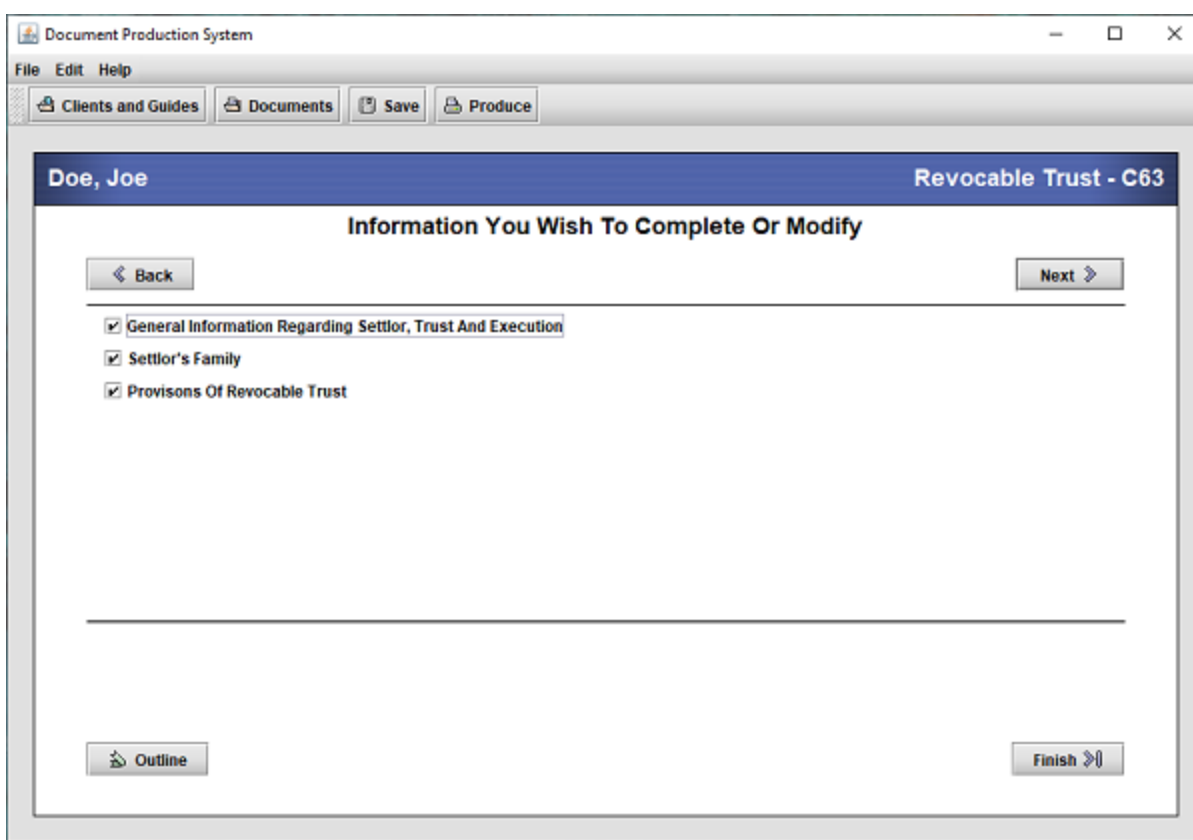 Document Production System
File Edit Help
Clients and Guides Documents Save Produce
Doe, Joe Revocable Trust - C63
Information You Wish To Complete Or Modify
Back Next
General Information Regarding Settlor, Trust And Execution
Settlor's Family
Provisons Of Revocable Trust
Outline Finish